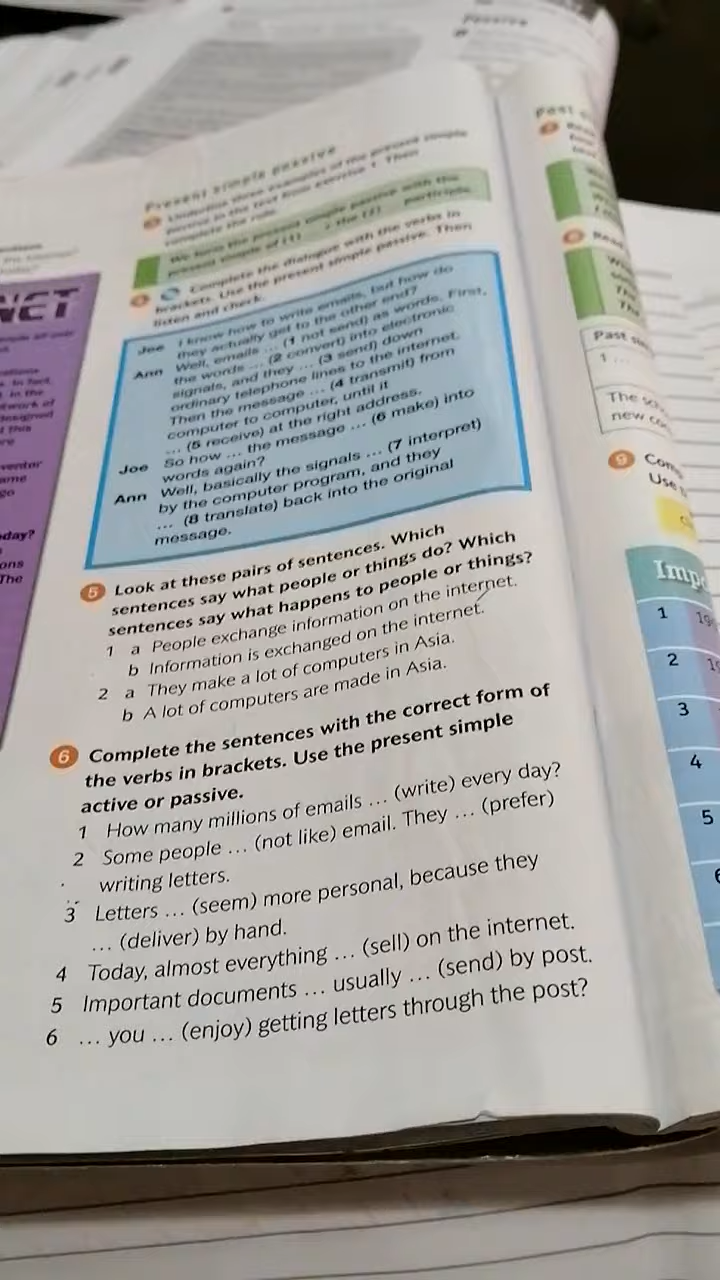 Passive
Present simple passive
Underline three examples of the present simple
passive in the text from exercise 1. Then
complete the rule.
We form the present simple passive with the
present simple of (1) ... + the (2) ... participle.
Complete the dialogue with the verbs in
brackets. Use the present simple passive. Then
listen and check.
Joe I know how to write emails, but how do
they actually get to the other end?
Ann Well, emails ... (1 not send) as words. First,
the words ... (2 convert) into electronic
signals, and they ... (3 send) down
ordinary telephone lines to the internet.
Then the message ... (4 transmit) from
computer to computer, until it
... (5 receive) at the right address.
Joe So how ... the message ... (6 make) into
words again?
Ann Well, basically the signals ... (7 interpret)
by the computer program, and they
... (8 translate) back into the original
message.
5 Look at these pairs of sentences. Which
sentences say what people or things do? Which
sentences say what happens to people or things?
1 a People exchange information on the internet.
b Information is exchanged on the internet.
2 a They make a lot of computers in Asia.
b A lot of computers are made in Asia.
6 Complete the sentences with the correct form of
the verbs in brackets. Use the present simple
active or passive.
1 How many millions of emails ... (write) every day?
2 Some people ... (not like) email. They ... (prefer)
writing letters.
3 Letters ... (seem) more personal, because they
... (deliver) by hand.
4 Today, almost everything ... (sell) on the internet.
5 Important documents ... usually ... (send) by post.
6 ... you ... (enjoy) getting letters through the post?
NET
day?
ons
The
Past
1 ...
The
new
9 Com
Use
Impo
1 19
2
3
4
5